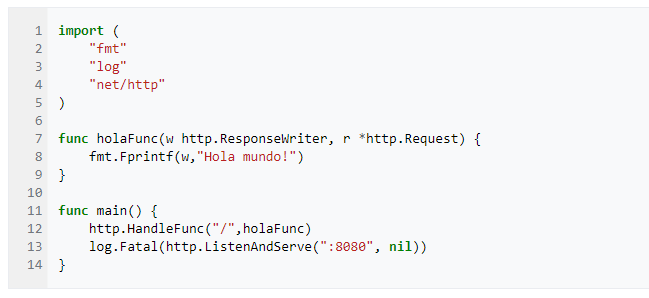 1 import (
2     "fmt"
3     "log"
4     "net/http"
5 )
6
7 func holaFunc(w http.ResponseWriter, r *http.Request) {
8     fmt.Fprintf(w,"Hola mundo!")
9 }
10
11 func main() {
12     http.HandleFunc("/",holaFunc)
13     log.Fatal(http.ListenAndServe(":8080", nil))
14 }